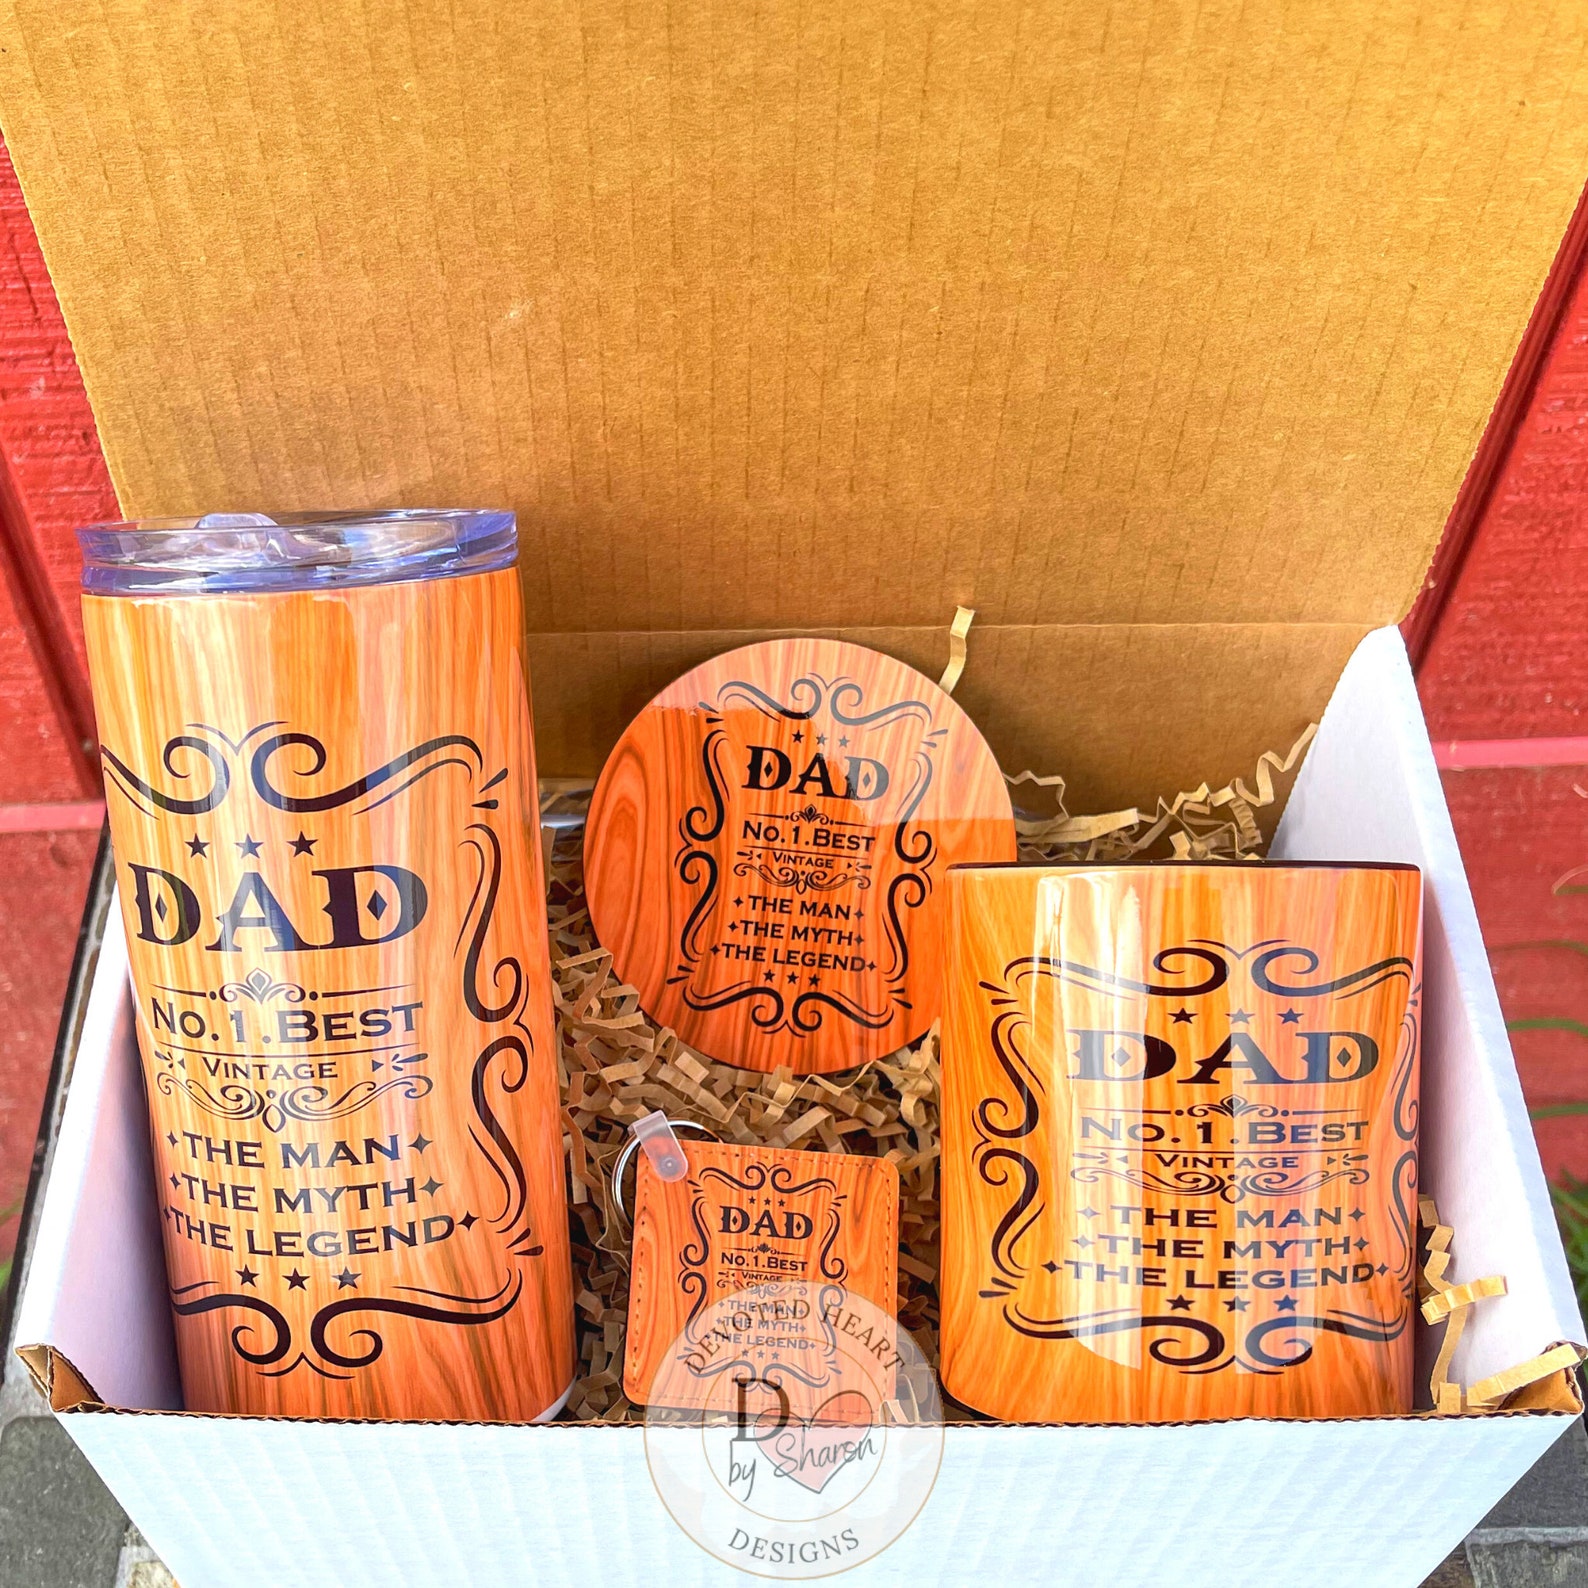 DAD
No.1.Best
Vintage
THE MAN
THE MYTH
THE LEGEND
DAD
No.1.Best
Vintage
THE MAN
THE MYTH
THE LEGEND
DAD
No.1.Best
Vintage
THE MAN
THE MYTH
THE LEGEND
DAD
No.1.Best
Vintage
THE MAN
THE MYTH
THE LEGEND
DEVOTED HEART
D
by Sharon
DESIGNS